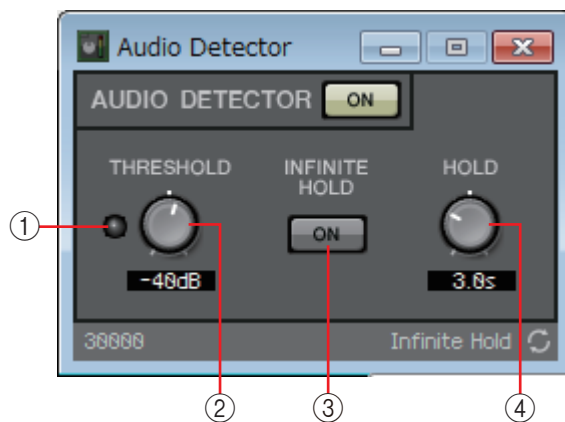 Audio Detector
AUDIO DETECTOR ON
THRESHOLD
INFINITE
HOLD
HOLD
①
ON
-40dB
3.0s
30000
Infinite Hold
②
③
④